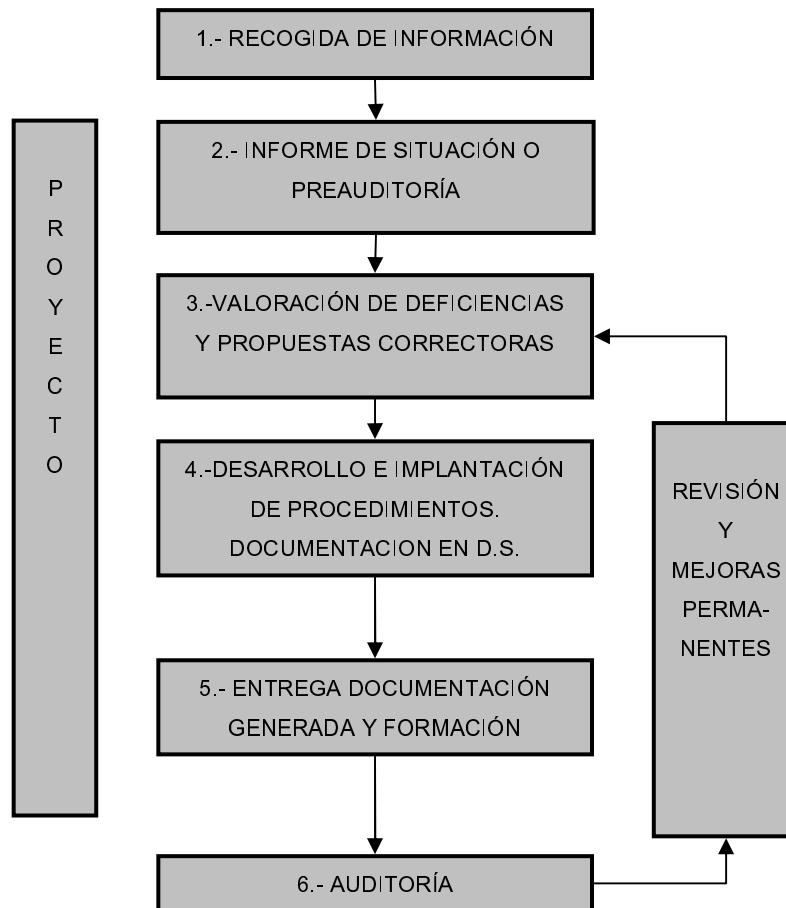 1.- RECOGIDA DE INFORMACIÓN
P
R
O
Y
E
C
T
O
2.- INFORME DE SITUACIÓN O
PREAUDITORÍA
3.-VALORACIÓN DE DEFICIENCIAS
Y PROPUESTAS CORRECTORAS
4.-DESARROLLO E IMPLANTACIÓN
DE PROCEDIMIENTOS.
DOCUMENTACION EN D.S.
REVISIÓN
Y
MEJORAS
PERMA-
NENTES
5.- ENTREGA DOCUMENTACIÓN
GENERADA Y FORMACIÓN
6.- AUDITORÍA